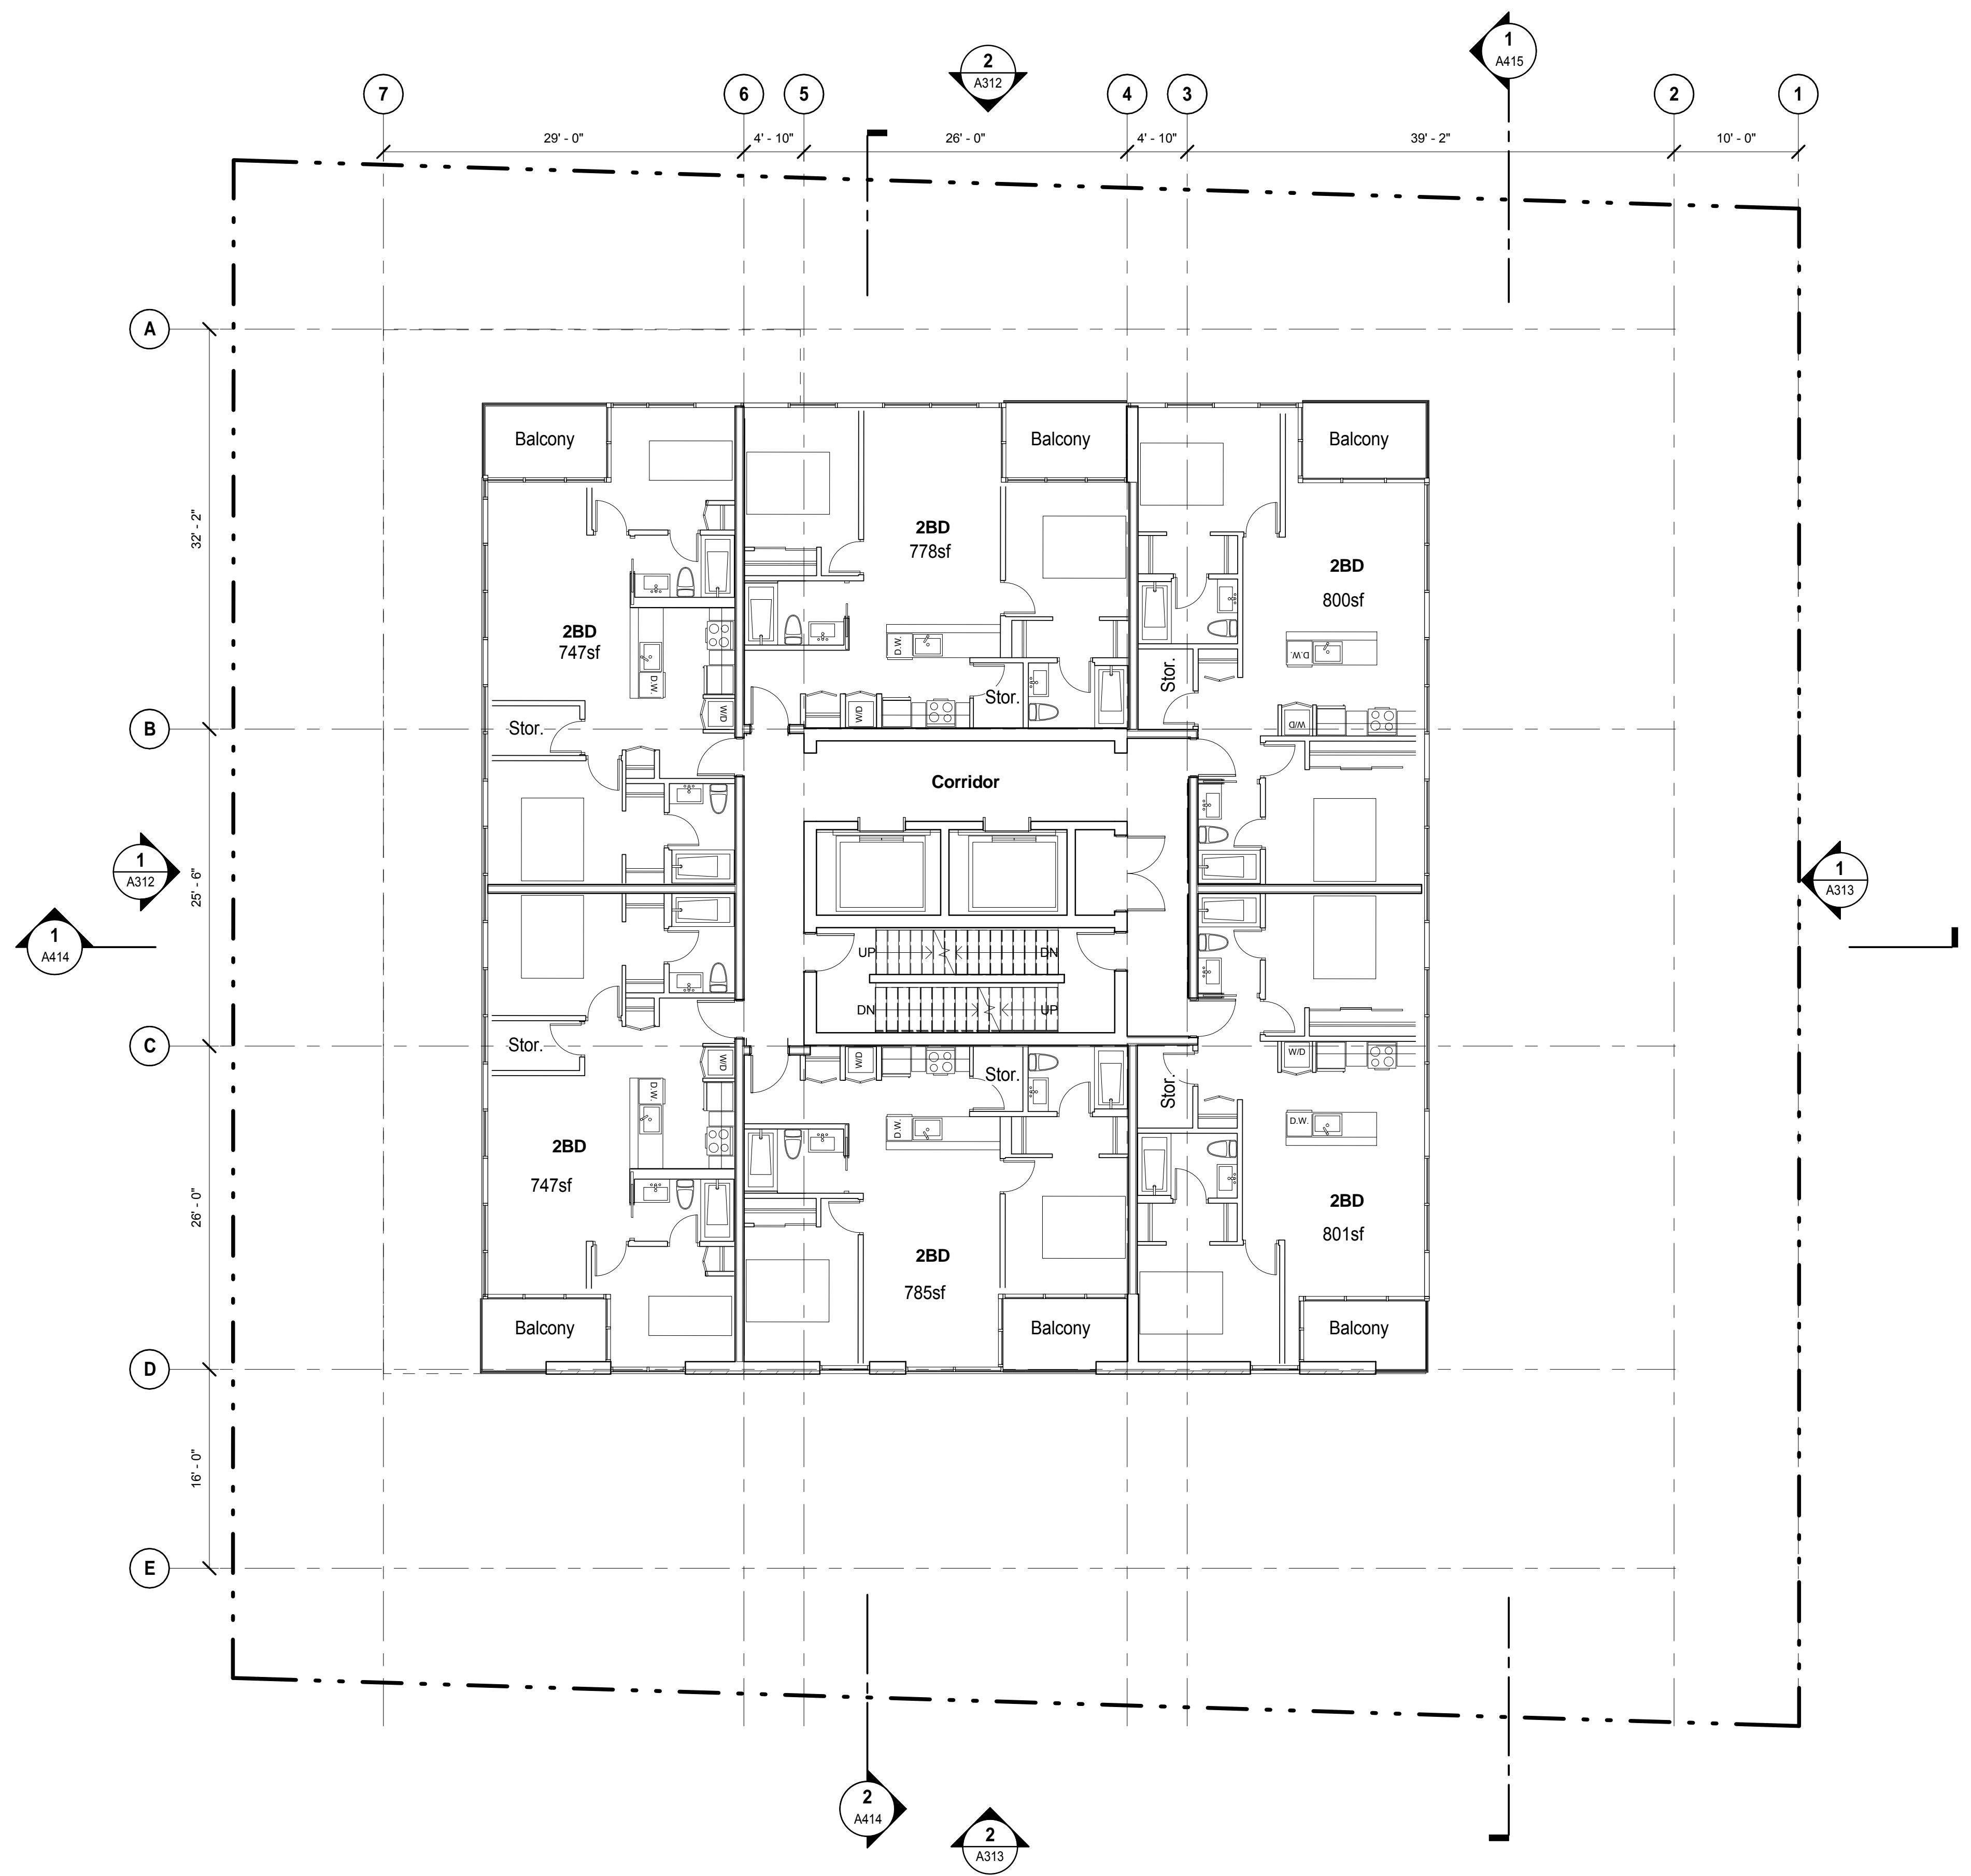 1
A415
2
A312
7
6
5
4
3
2
1
29' - 0"
4' - 10"
26' - 0"
4' - 10"
39' - 2"
10' - 0"
A
Balcony
Balcony
Balcony
32' - 2"
2BD
778sf
2BD
800sf
2BD
747sf
D.W.
D.W.
D.W.
Stor.
Stor.
W/D
W/D
W/D
B
Stor.
Corridor
1
A312
25' - 6"
1
A313
1
A414
UP
DN
DN
UP
C
Stor.
W/D
W/D
W/D
Stor.
Stor.
D.W.
D.W.
D.W.
2BD
747sf
26' - 0"
2BD
801sf
2BD
785sf
Balcony
Balcony
Balcony
D
16' - 0"
E
2
A414
2
A313